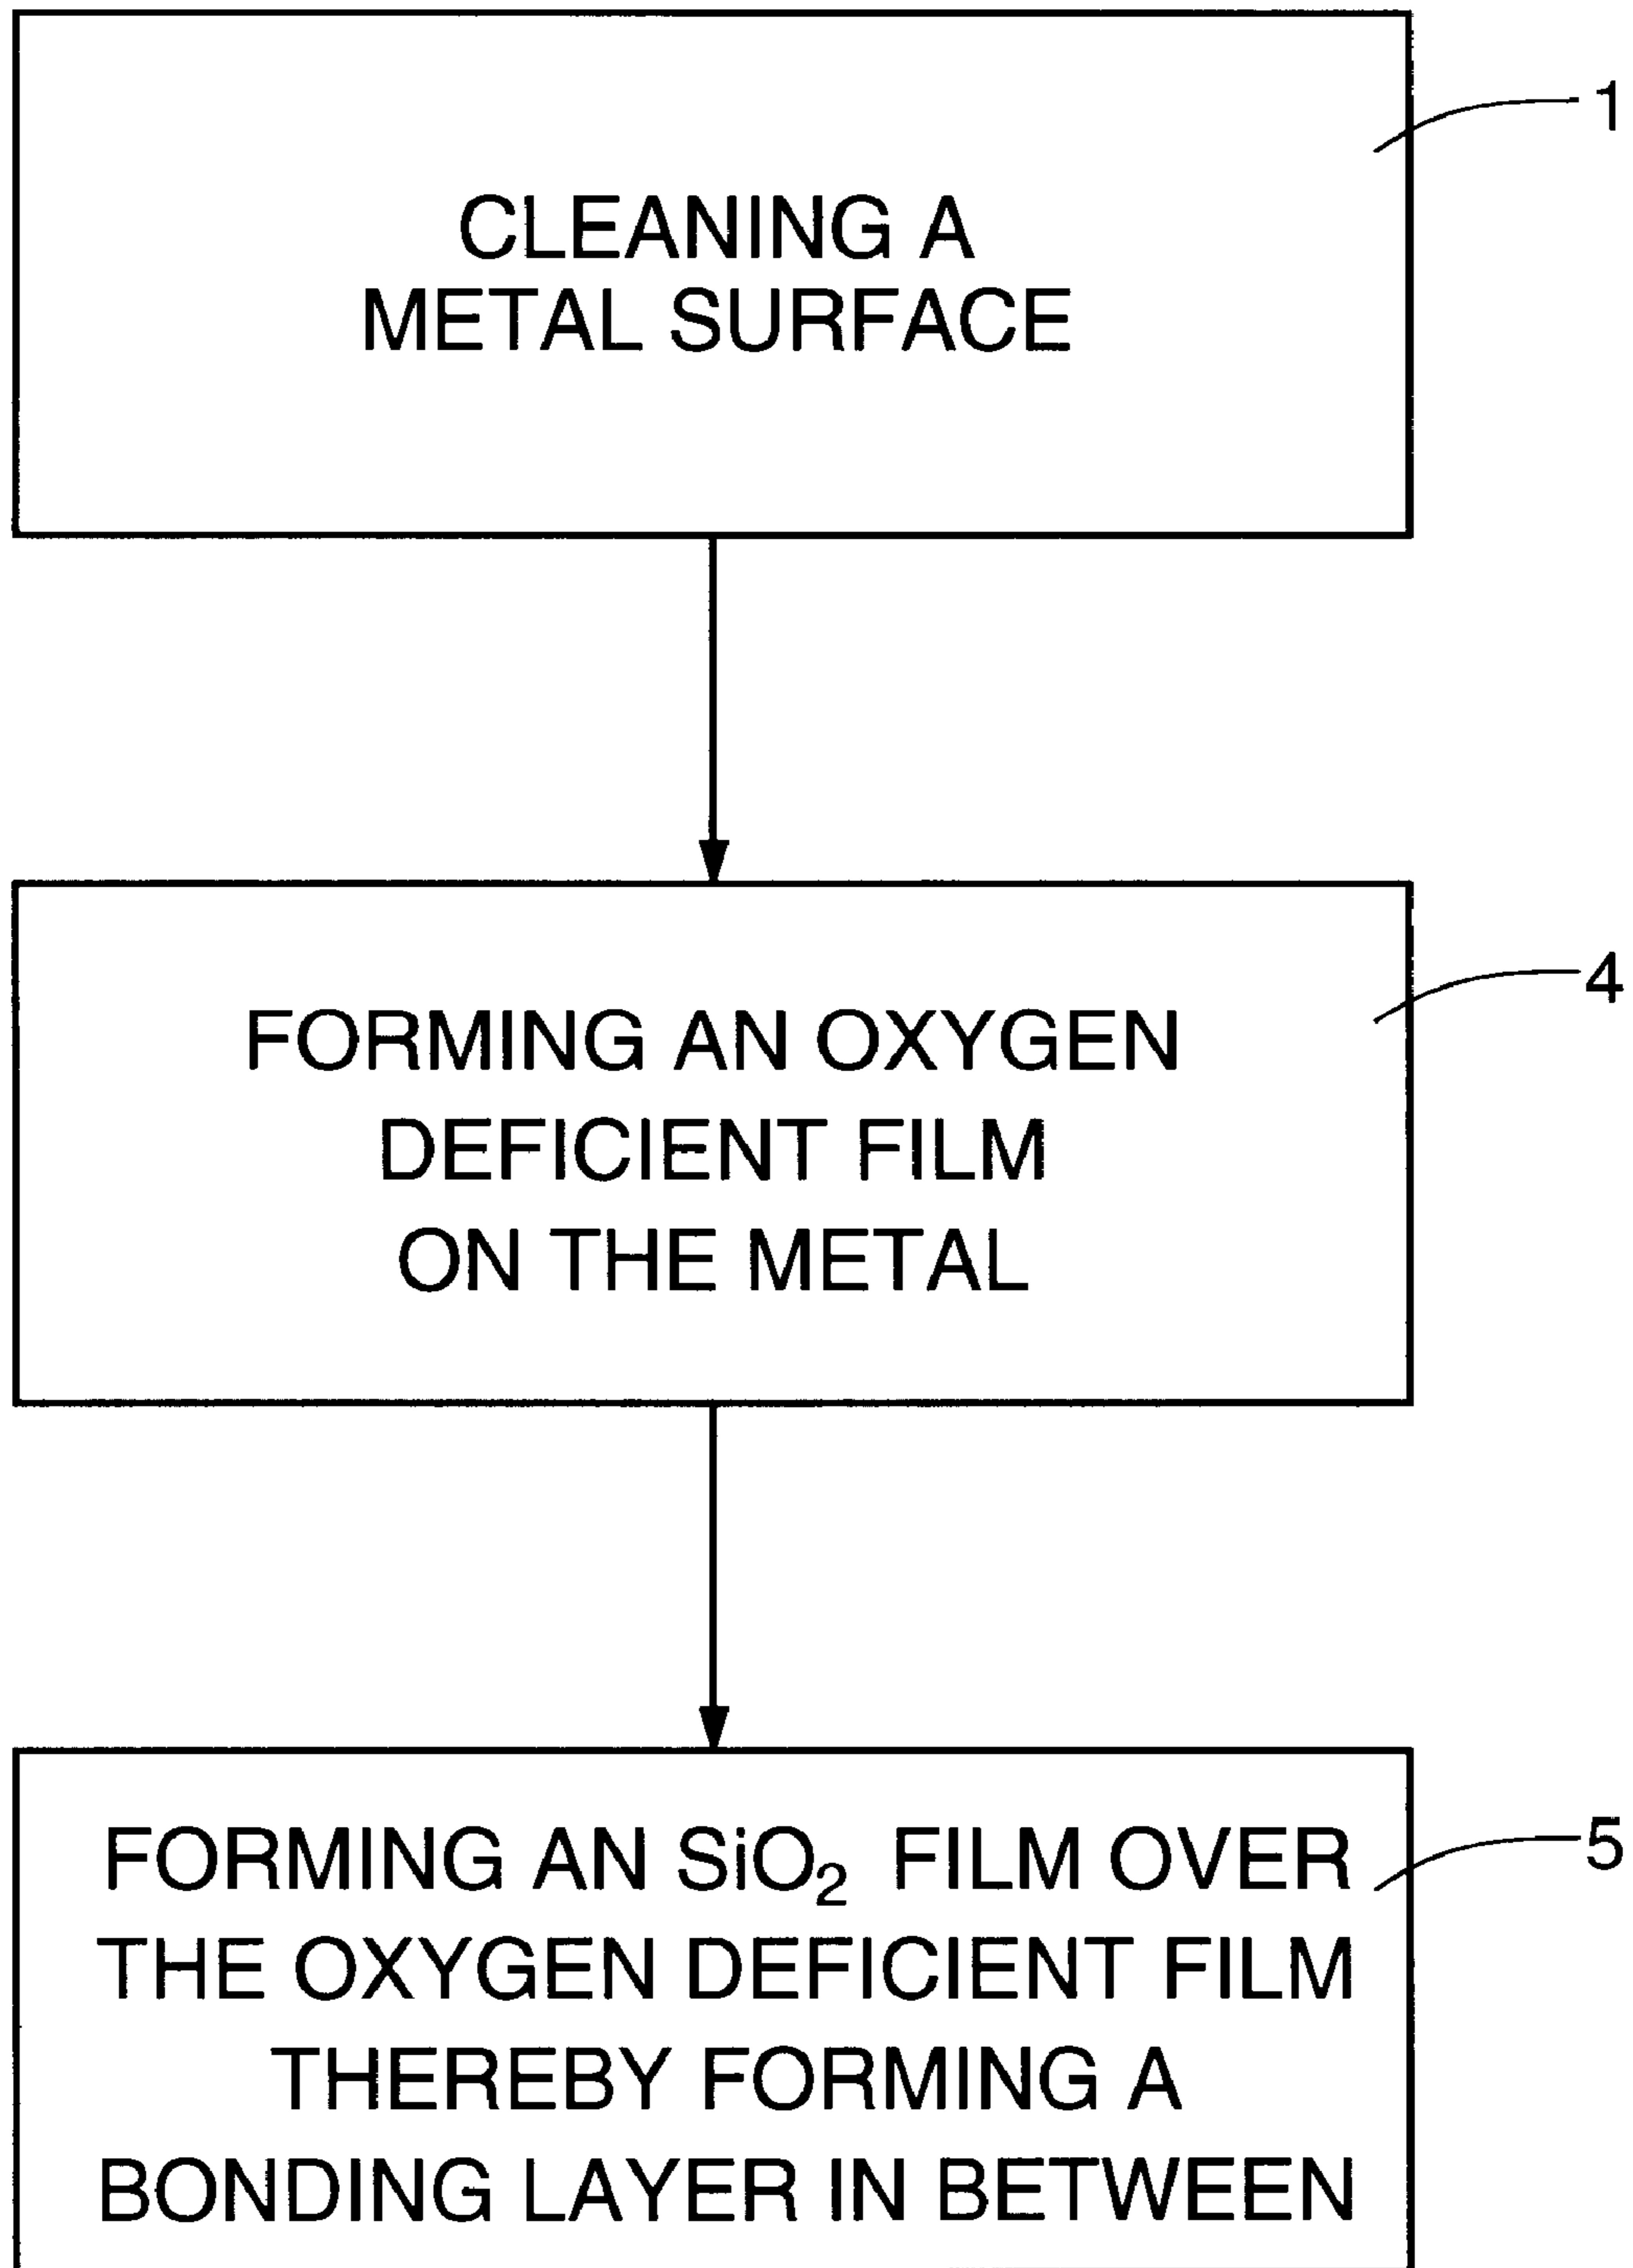 1
CLEANING A
METAL SURFACE
4
FORMING AN OXYGEN
DEFICIENT FILM
ON THE METAL
5
FORMING AN SiO₂ FILM OVER
THE OXYGEN DEFICIENT FILM
THEREBY FORMING A
BONDING LAYER IN BETWEEN